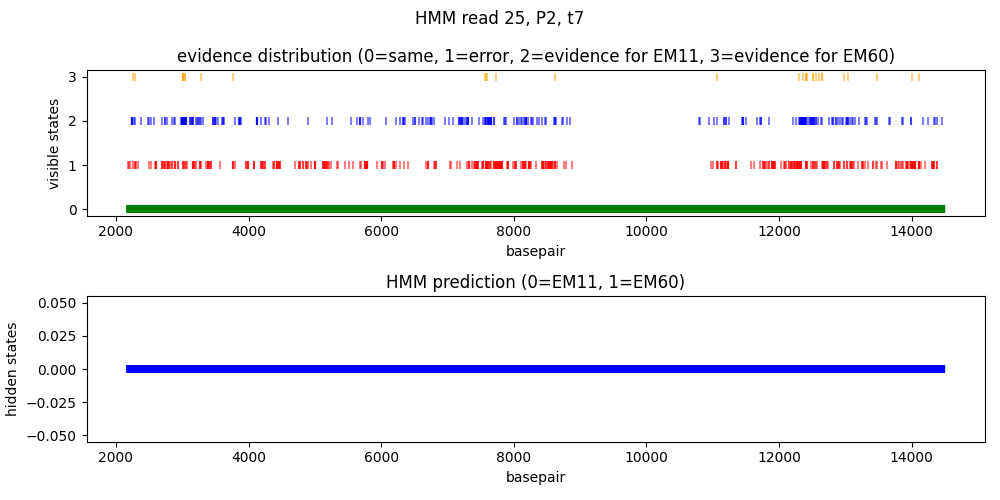 HMM read 25, P2, t7
evidence distribution (0=same, 1=error, 2=evidence for EM11, 3=evidence for EM60)
visible states
3
2
1
0
2000 4000 6000 8000 10000 12000 14000
basepair
HMM prediction (0=EM11, 1=EM60)
hidden states
0.050
0.025
0.000
−0.025
−0.050
2000 4000 6000 8000 10000 12000 14000
basepair